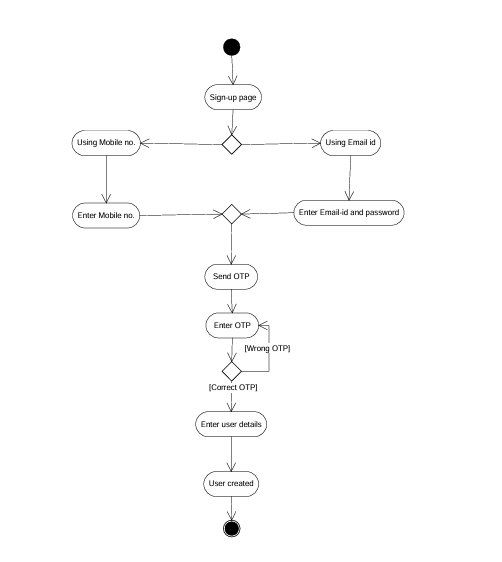 Sign-up page
Using Mobile no.
Using Email id
Enter Mobile no.
Enter Email-id and password
Send OTP
Enter OTP
[Wrong OTP]
[Correct OTP]
Enter user details
User created